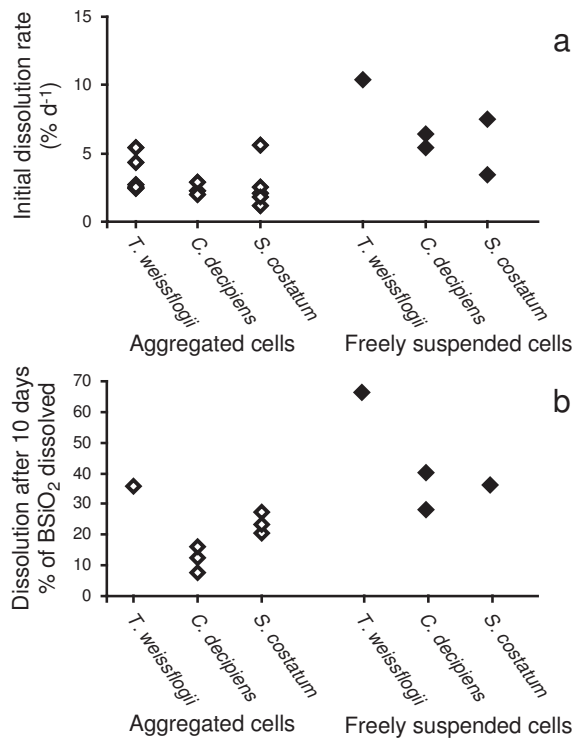 a
15
10
5
0
Initial dissolution rate
(% d⁻¹)
T. weissflogii
C. decipiens
S. costatum
T. weissflogii
C. decipiens
S. costatum
Aggregated cells
Freely suspended cells
b
70
60
50
40
30
20
10
0
Dissolution after 10 days
% of BSiO₂ dissolved
T. weissflogii
C. decipiens
S. costatum
T. weissflogii
C. decipiens
S. costatum
Aggregated cells
Freely suspended cells